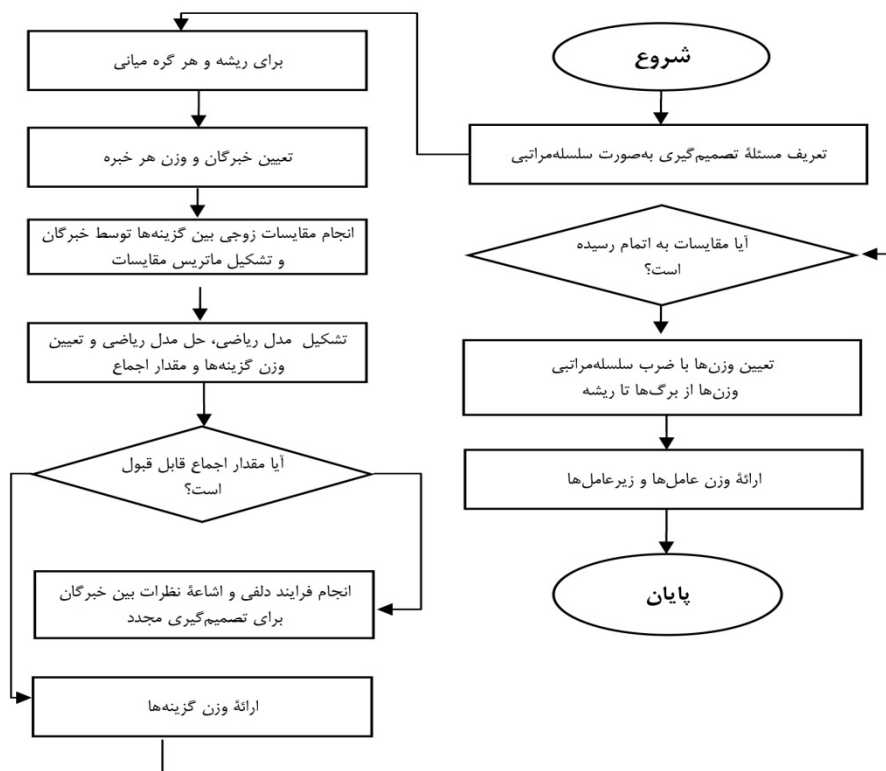 شروع
تعریف مسئلۀ تصمیم‌گیری به‌صورت سلسله‌مراتبی
برای ریشه و هر گره میانی
تعیین خبرگان و وزن هر خبره
انجام مقایسات زوجی بین گزینه‌ها توسط خبرگان
و تشکیل ماتریس مقایسات
تشکیل مدل ریاضی، حل مدل ریاضی و تعیین
وزن گزینه‌ها و مقدار اجماع
آیا مقدار اجماع قابل قبول
است؟
انجام فرایند دلفی و اشاعۀ نظرات بین خبرگان
برای تصمیم‌گیری مجدد
ارائۀ وزن گزینه‌ها
آیا مقایسات به اتمام رسیده
است؟
تعیین وزن‌ها با ضرب سلسله‌مراتبی
وزن‌ها از برگ‌ها تا ریشه
ارائۀ وزن عامل‌ها و زیرعامل‌ها
پایان